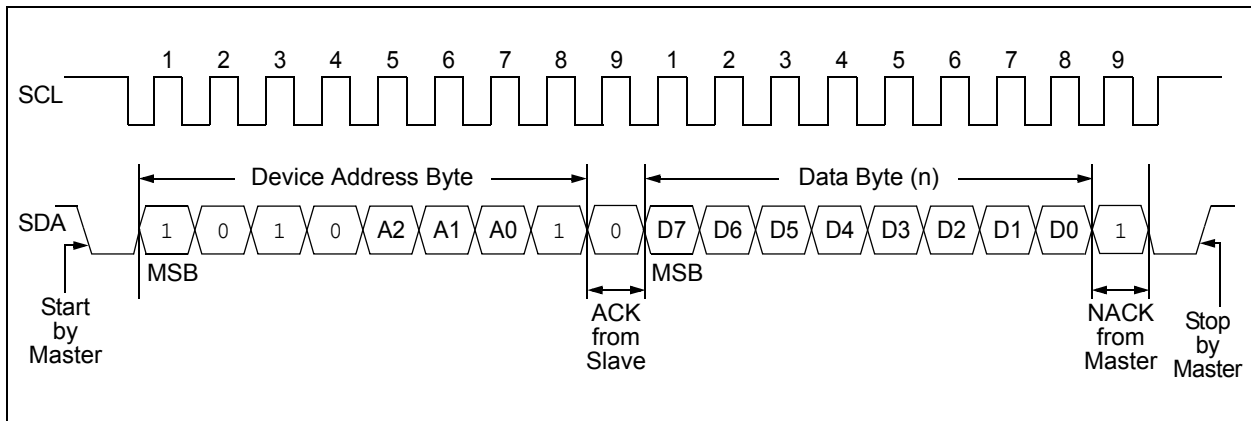 1 2 3 4 5 6 7 8 9 1 2 3 4 5 6 7 8 9
SCL
Device Address Byte
Data Byte (n)
SDA
1 0 1 0 A2 A1 A0 1 0 D7 D6 D5 D4 D3 D2 D1 D0 1
MSB
MSB
Start
by
Master
ACK
from
Slave
NACK
from
Master
Stop
by
Master